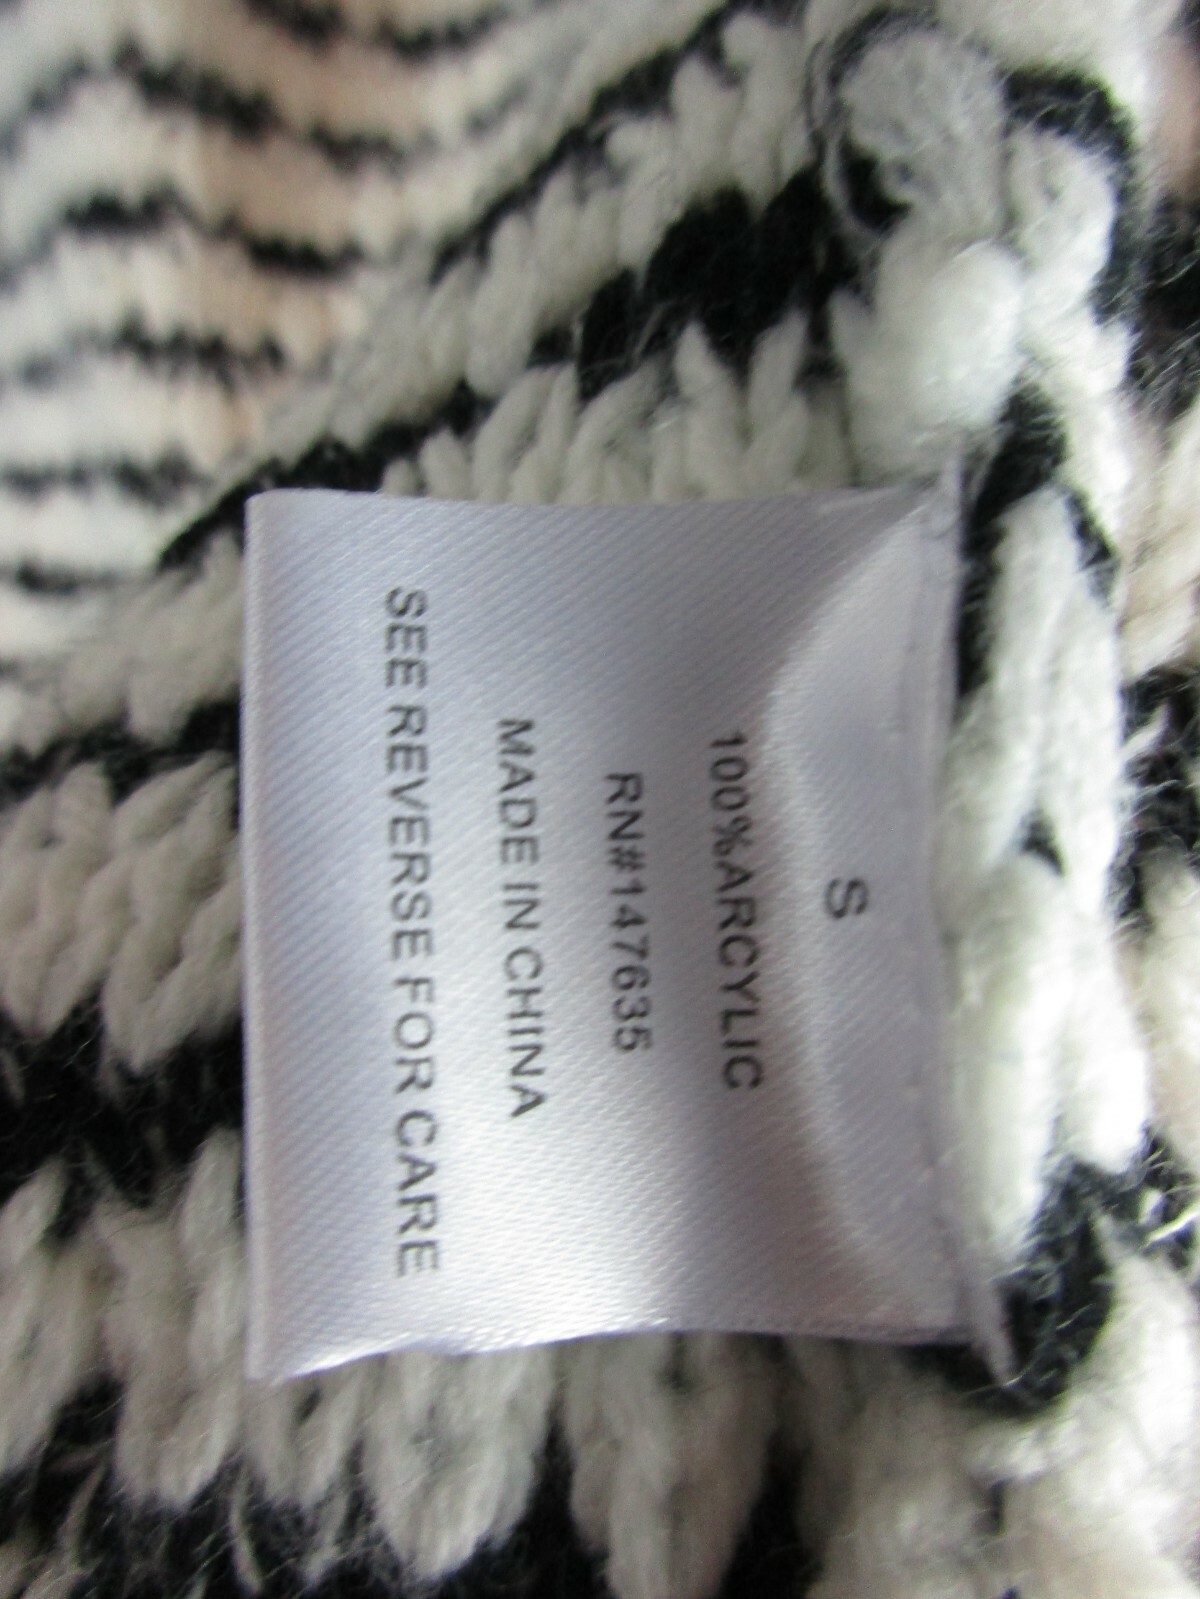 S
100%ARCYLIC
RN#147635
MADE IN CHINA
SEE REVERSE FOR CARE